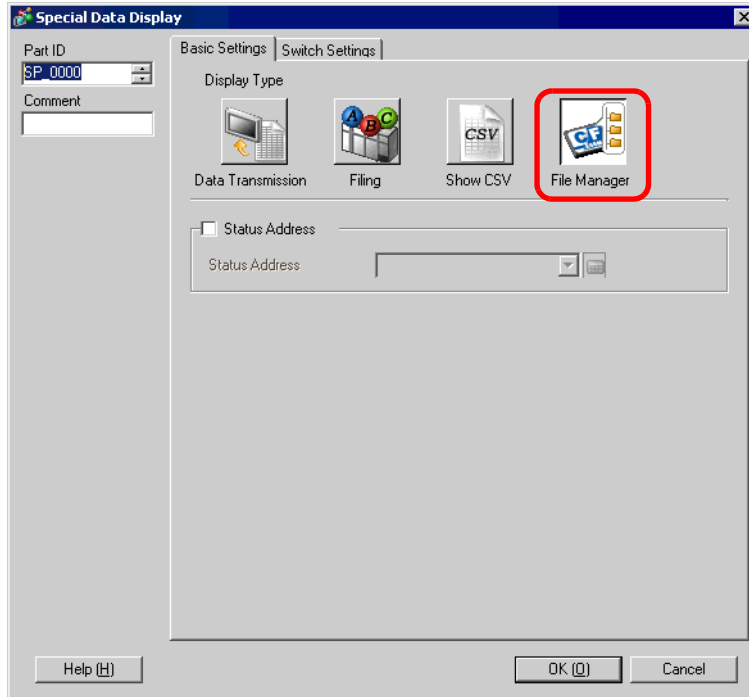 Special Data Display
Part ID
SP_0000
Comment
Basic Settings
Switch Settings
Display Type
A B C
CSV
CF
Data Transmission
Filing
Show CSV
File Manager
Status Address
Status Address
Help (H)
OK (O)
Cancel